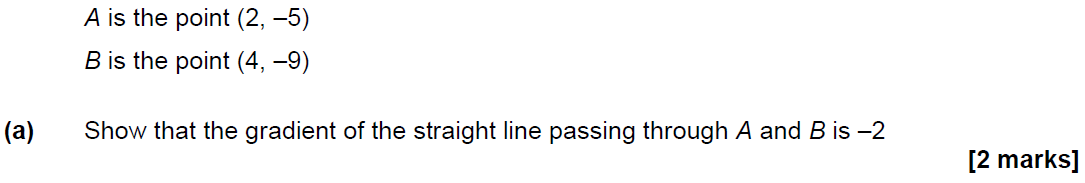 A is the point (2, –5)
B is the point (4, –9)
(a) Show that the gradient of the straight line passing through A and B is –2
[2 marks]